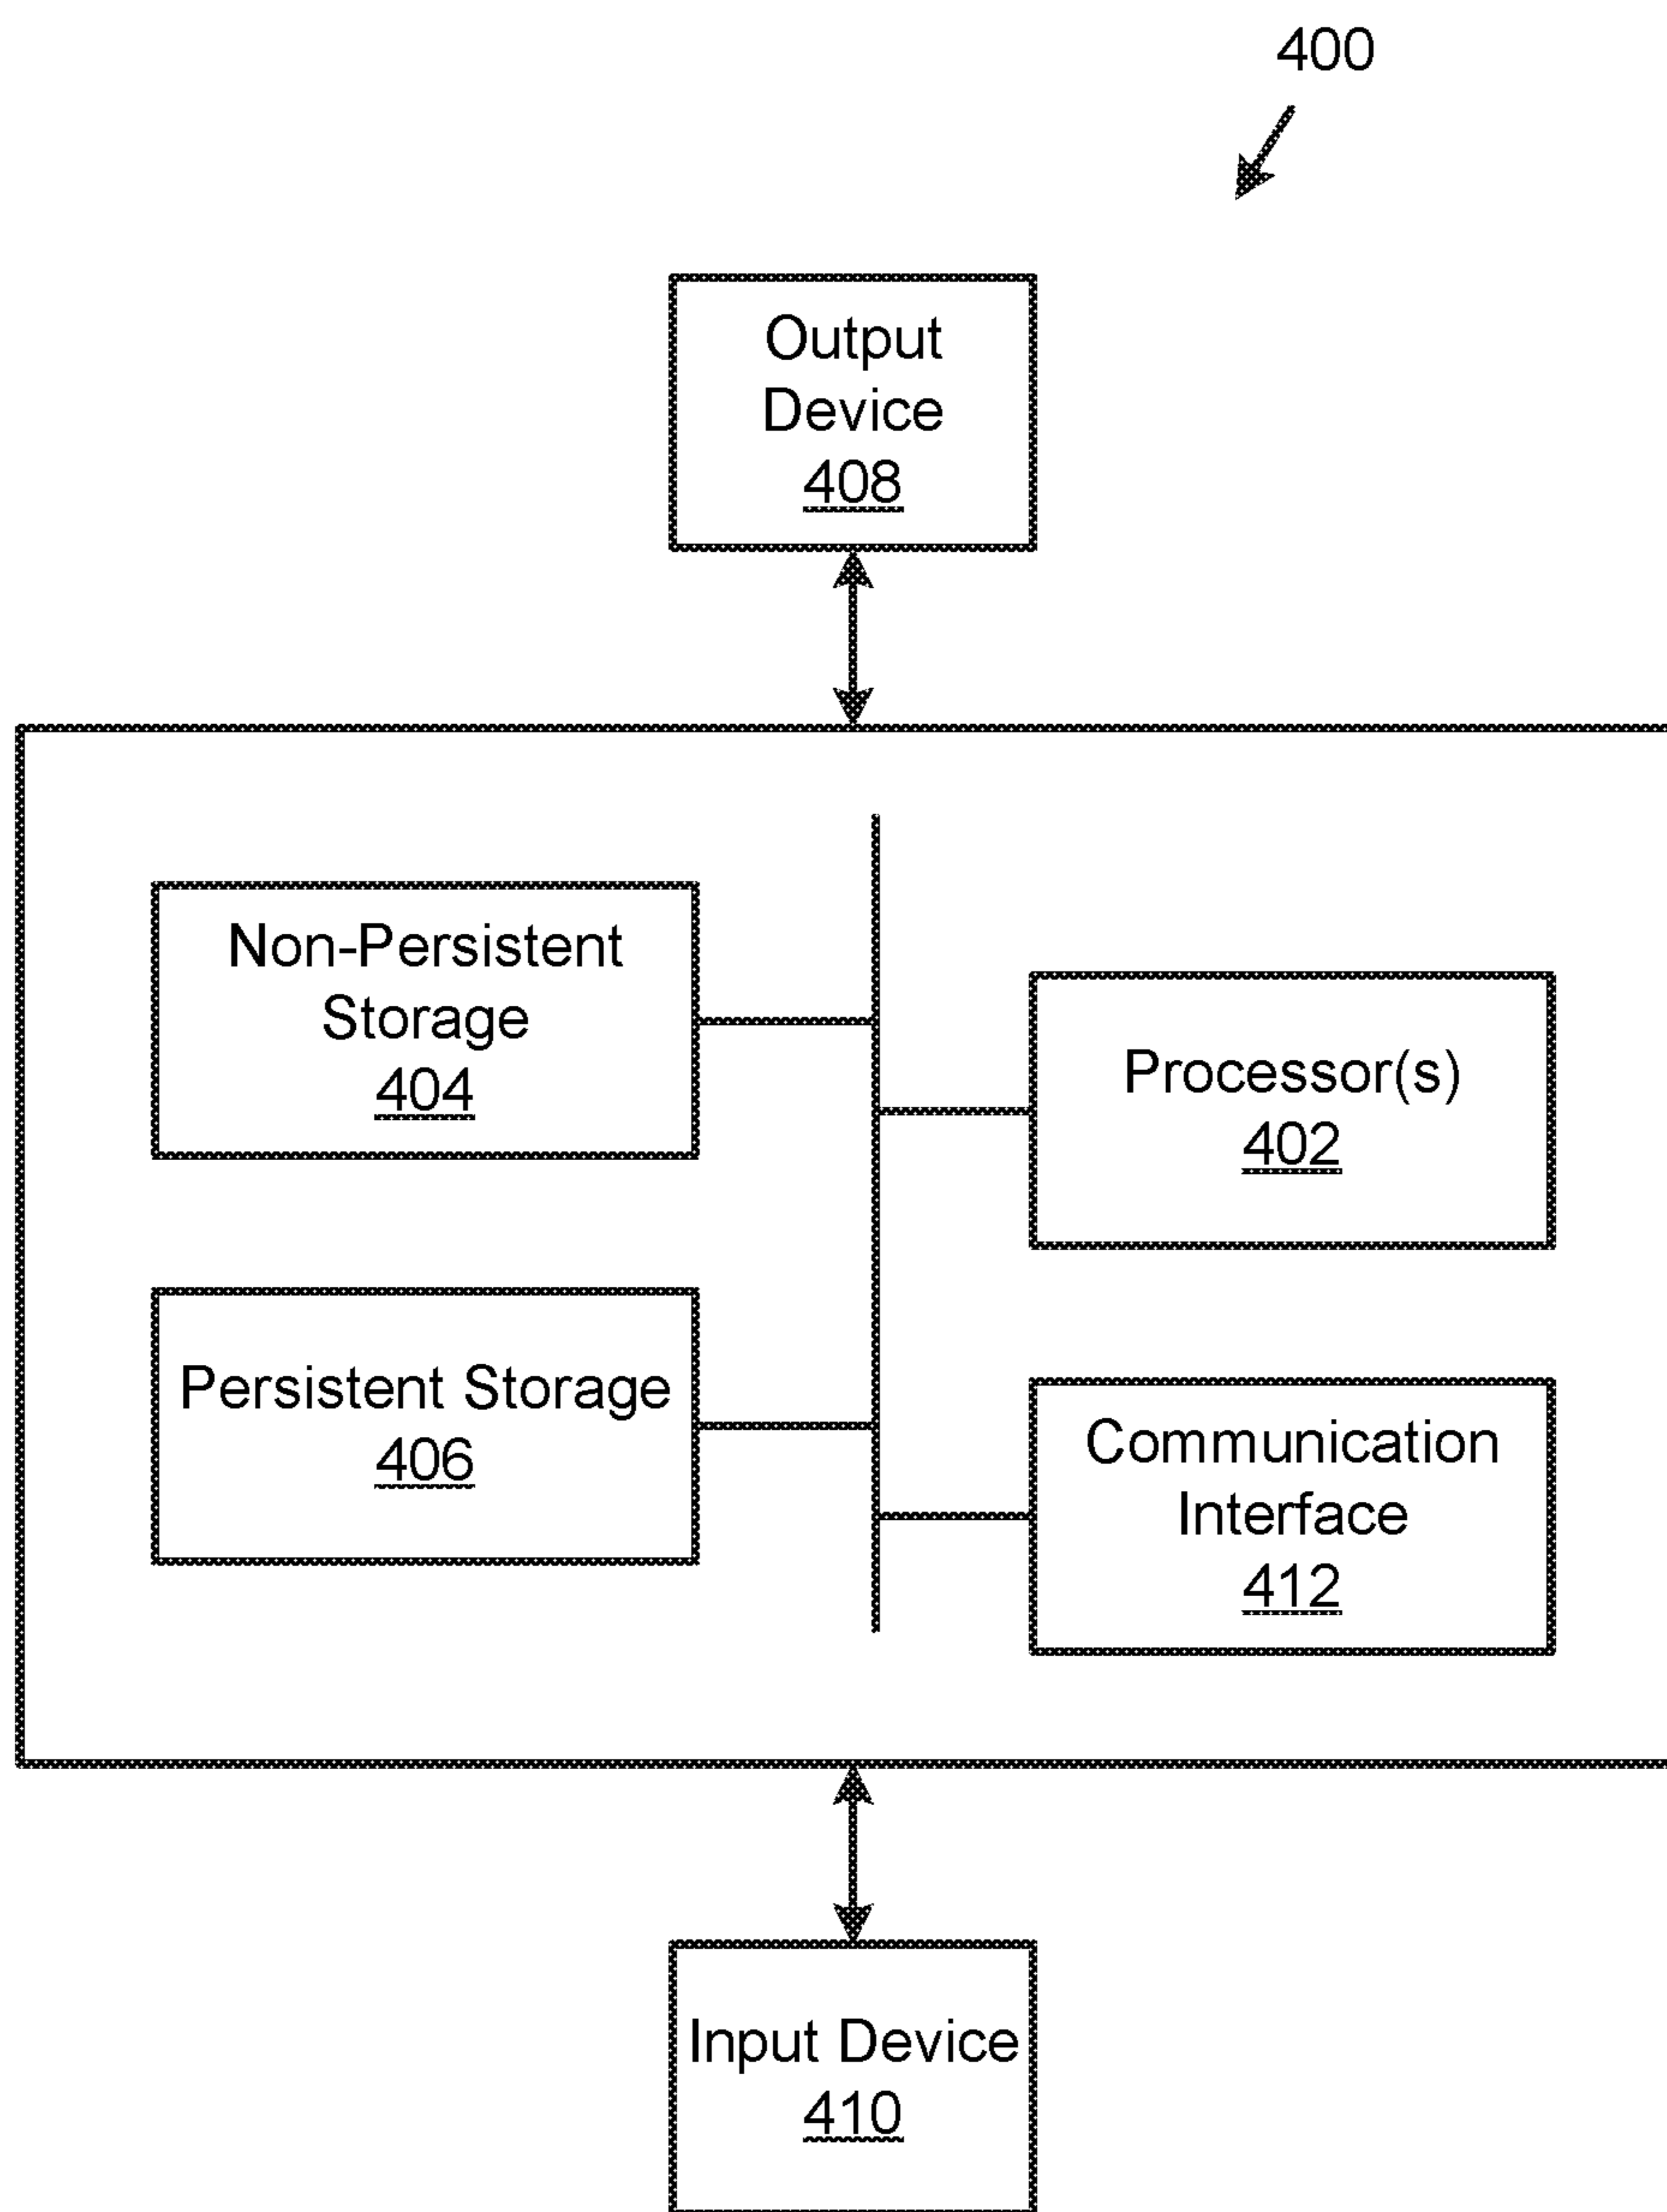 400
Output
Device
408
Non-Persistent
Storage
404
Processor(s)
402
Persistent Storage
406
Communication
Interface
412
Input Device
410